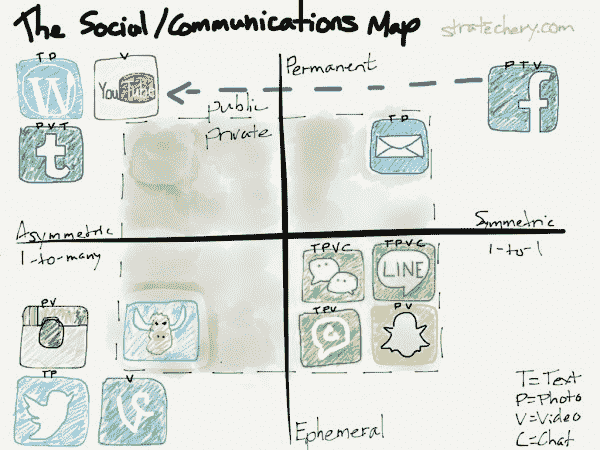 The Social/Communications Map
stratechery.com
TP
V
Permanent
PTV
YouTube
public
private
PVT
TP
Asymmetric
1-to-many
Symmetric
1-to-1
TPVC
TPVC
LINE
PV
TPV
PV
TP
V
Ephemeral
T=Text
P=Photo
V=Video
C=Chat